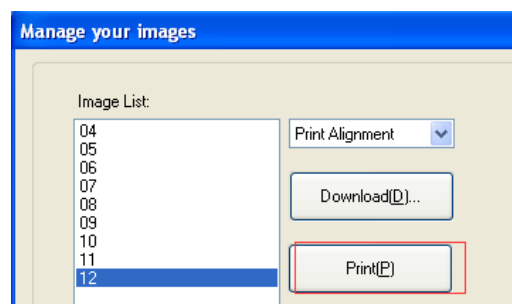 Manage your images
Image List:
04
05
06
07
08
09
10
11
12
Print Alignment
Download(D)...
Print(P)